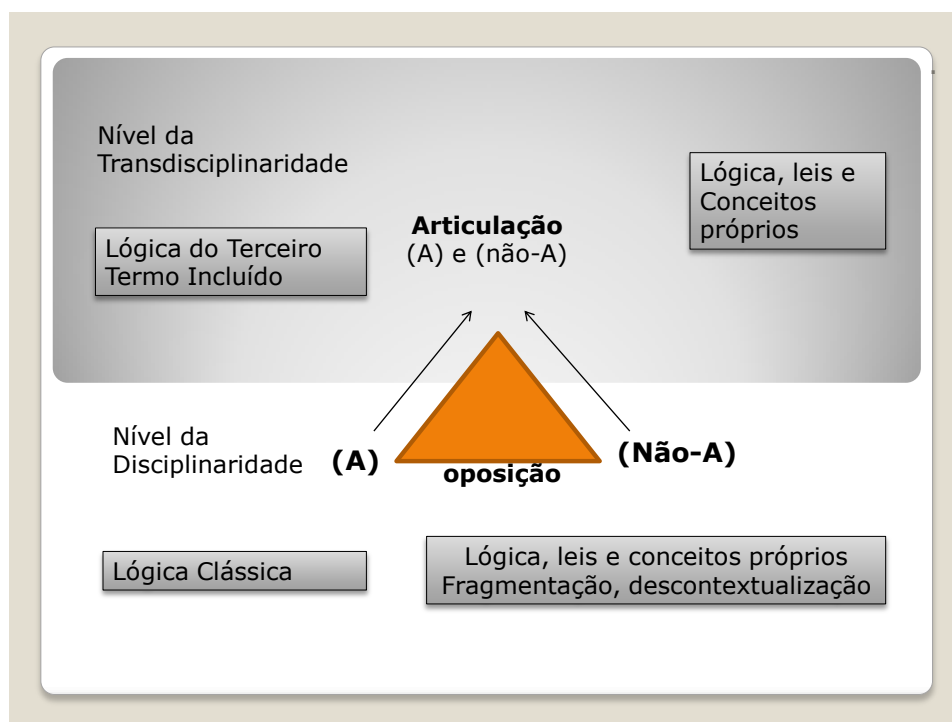 Nível da
Transdisciplinaridade
Lógica, leis e
Conceitos
próprios
Articulação
(A) e (não-A)
Lógica do Terceiro
Termo Incluído
Nível da
Disciplinaridade
(A)
(Não-A)
oposição
Lógica Clássica
Lógica, leis e conceitos próprios
Fragmentação, descontextualização